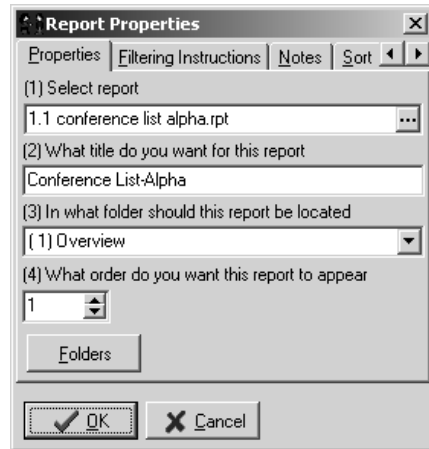 Report Properties
Properties Filtering Instructions Notes Sort
(1) Select report
1.1 conference list alpha.rpt ...
(2) What title do you want for this report
Conference List-Alpha
(3) In what folder should this report be located
( 1) Overview
(4) What order do you want this report to appear
1
Folders
OK Cancel